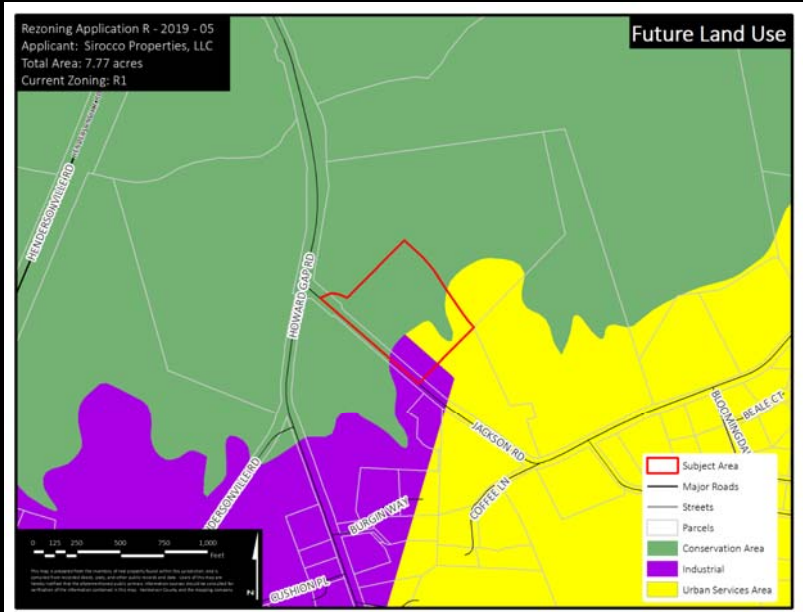 Rezoning Application R - 2019 - 05
Applicant: Sirocco Properties, LLC
Total Area: 7.77 acres
Current Zoning: R1
Future Land Use
HENDERSONVILLE RD
HOWARD GAP RD
JACKSON RD
BEALE CT
COFFEE LN
BURGIN WAY
CUSHION PL
Subject Area
Major Roads
Streets
Parcels
Conservation Area
Industrial
Urban Services Area
0 125 250 500 750 1,000
Feet
N